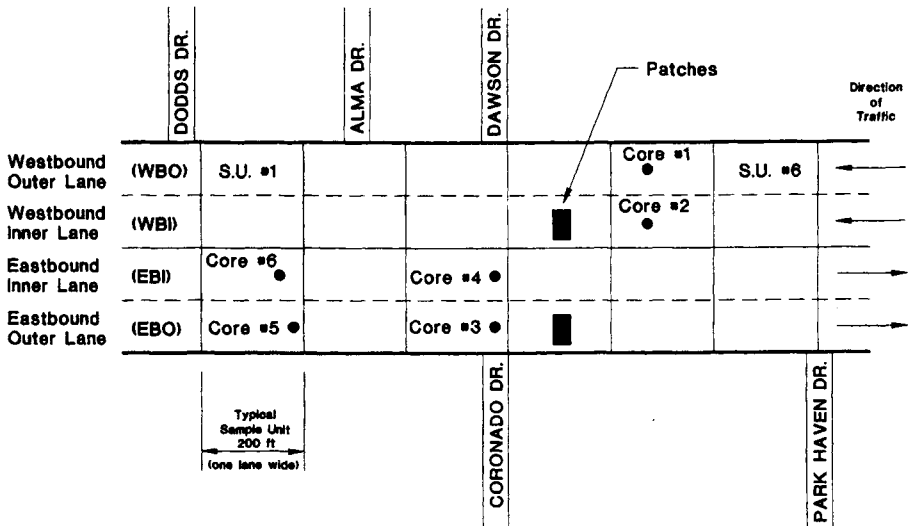 DODDS DR.
ALMA DR.
DAWSON DR.
Patches
Direction
of
Traffic
Westbound
Outer Lane
(WBO)
S.U. #1
Core #1
S.U. #6
Westbound
Inner Lane
(WBI)
Core #2
Eastbound
Inner Lane
(EBI)
Core #6
Core #4
Eastbound
Outer Lane
(EBO)
Core #5
Core #3
Typical
Sample Unit
200 ft
(one lane wide)
CORONADO DR.
PARK HAVEN DR.